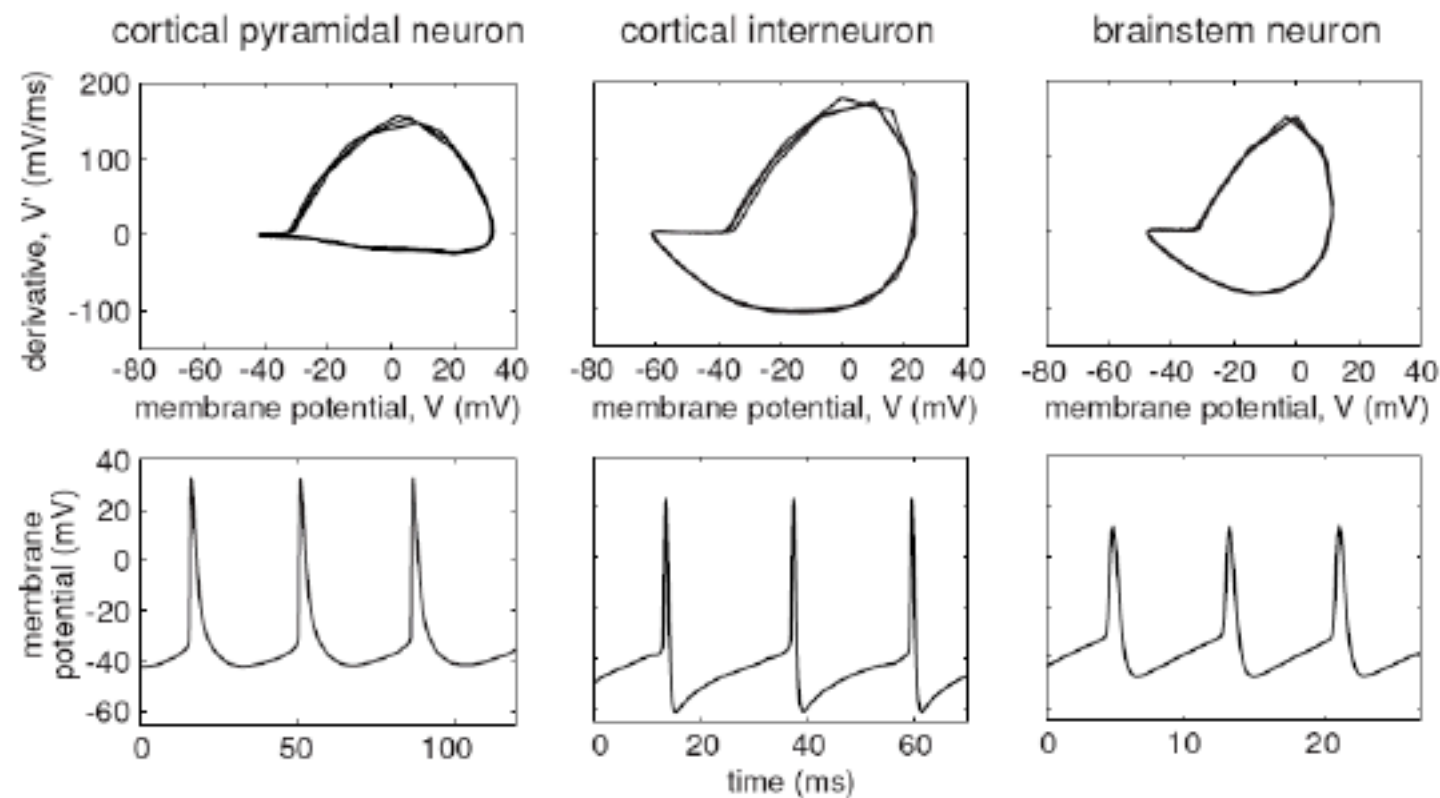 cortical pyramidal neuron
cortical interneuron
brainstem neuron
derivative, V' (mV/ms)
200
100
0
-100
-80 -60 -40 -20 0 20 40
-80 -60 -40 -20 0 20 40
-80 -60 -40 -20 0 20 40
membrane potential, V (mV)
membrane potential, V (mV)
membrane potential, V (mV)
membrane
potential (mV)
40
20
0
-20
-40
-60
0 50 100
0 20 40 60
0 10 20
time (ms)